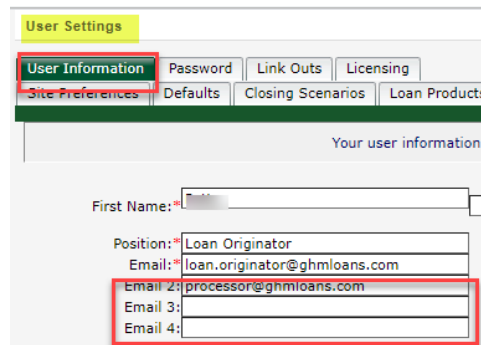 User Settings
User Information Password Link Outs Licensing
Site Preferences Defaults Closing Scenarios Loan Products
Your user information
First Name:*
Position:* Loan Originator
Email:* loan.originator@ghmloans.com
Email 2: processor@ghmloans.com
Email 3:
Email 4: